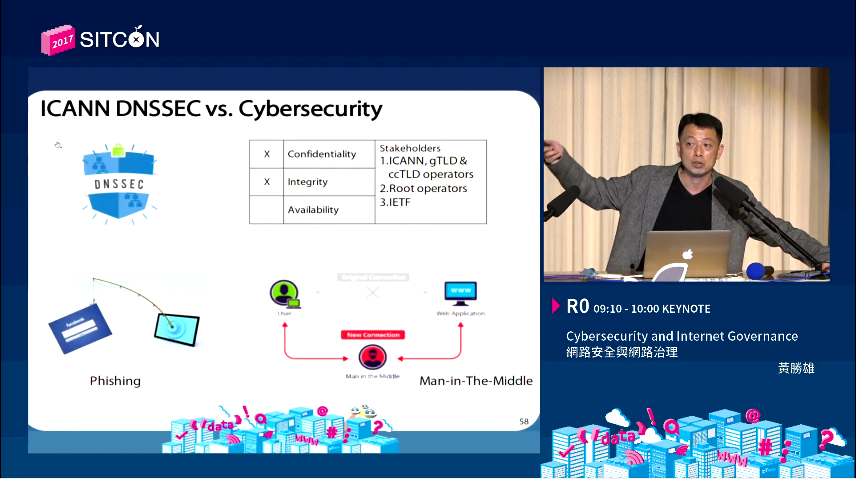 2017 SITCON
ICANN DNSSEC vs. Cybersecurity
DNSSEC
X Confidentiality
X Integrity
Availability
Stakeholders
1.ICANN, gTLD &
ccTLD operators
2.Root operators
3.IETF
facebook
Phishing
Original Connection
User
www
Web Application
New Connection
Man in the Middle
Man-in-The-Middle
58
R0 09:10 - 10:00 KEYNOTE
Cybersecurity and Internet Governance
網路安全與網路治理
黃勝雄
data
www
data
www